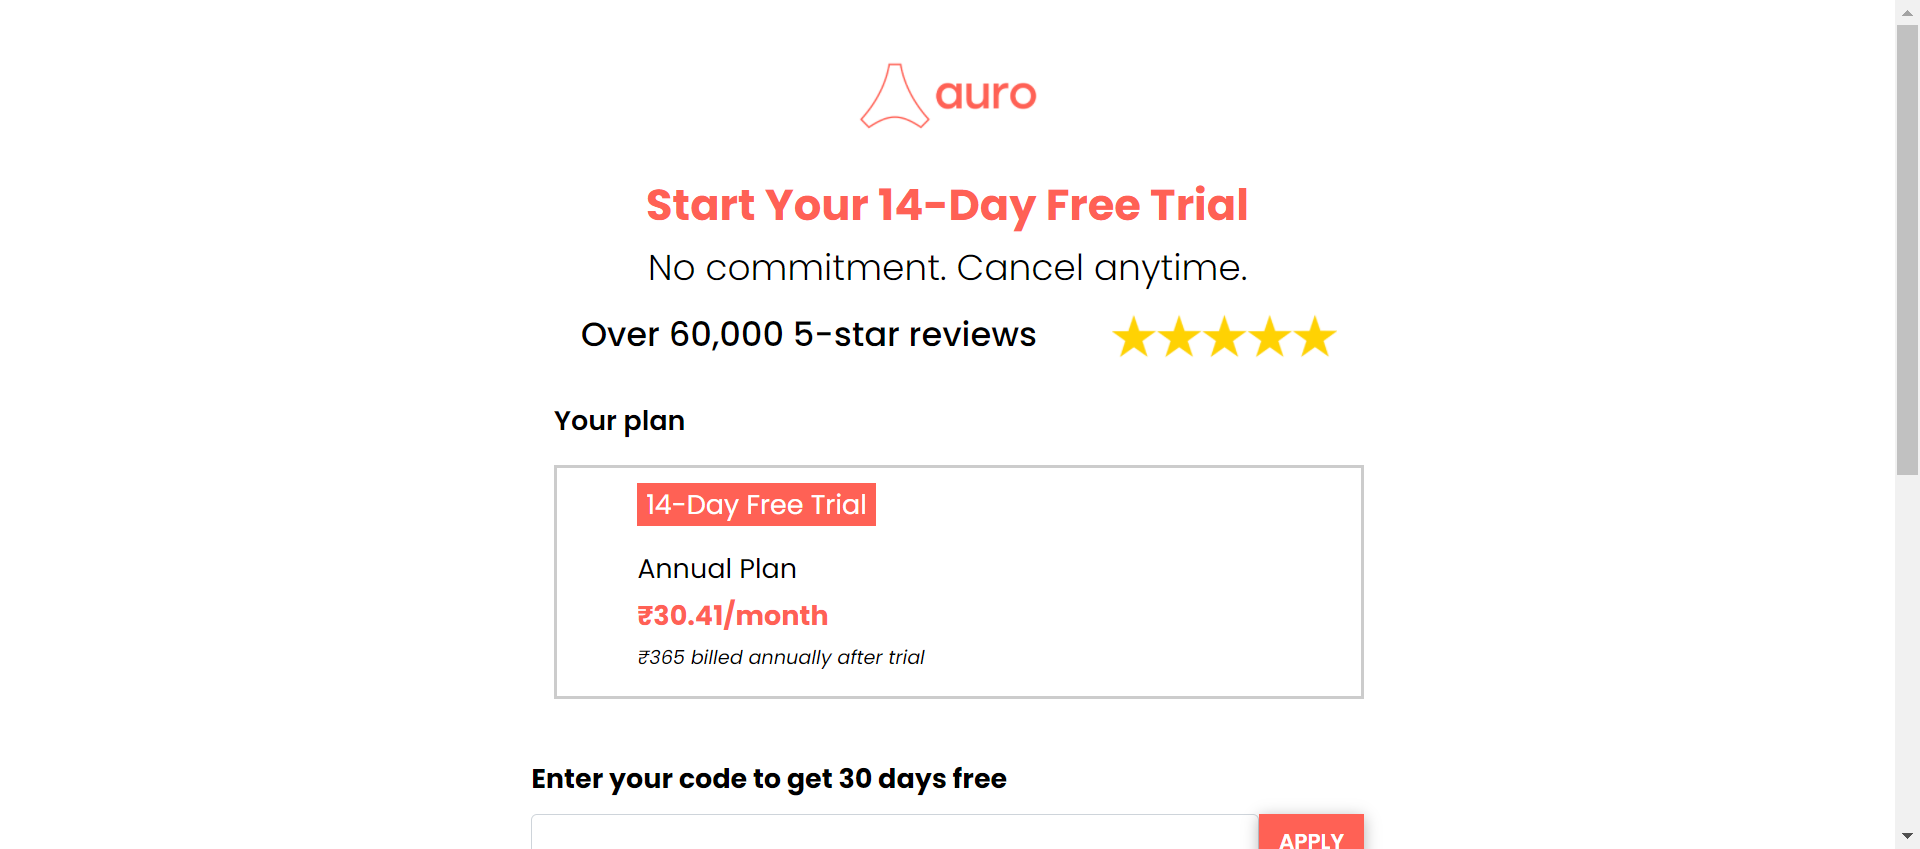 auro
Start Your 14-Day Free Trial
No commitment. Cancel anytime.
Over 60,000 5-star reviews
Your plan
14-Day Free Trial
Annual Plan
₹30.41/month
₹365 billed annually after trial
Enter your code to get 30 days free
APPLY